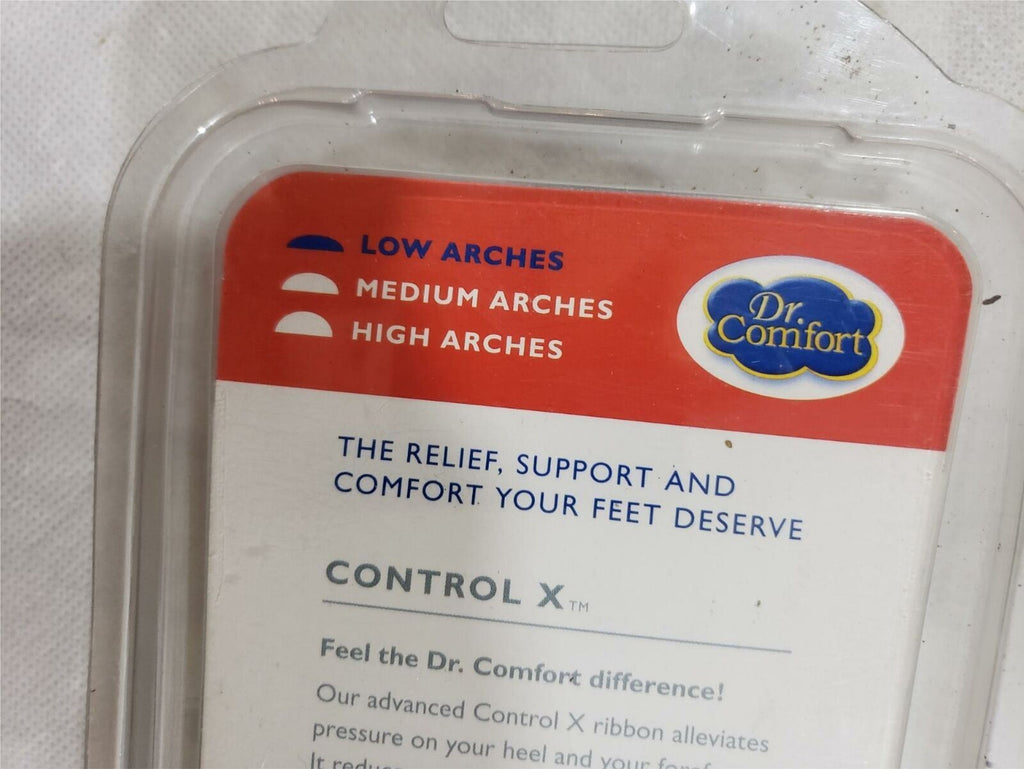 LOW ARCHES
MEDIUM ARCHES
HIGH ARCHES
Dr.
Comfort
THE RELIEF, SUPPORT AND
COMFORT YOUR FEET DESERVE
CONTROL X™
Feel the Dr. Comfort difference!
Our advanced Control X ribbon alleviates
pressure on your heel and your
It